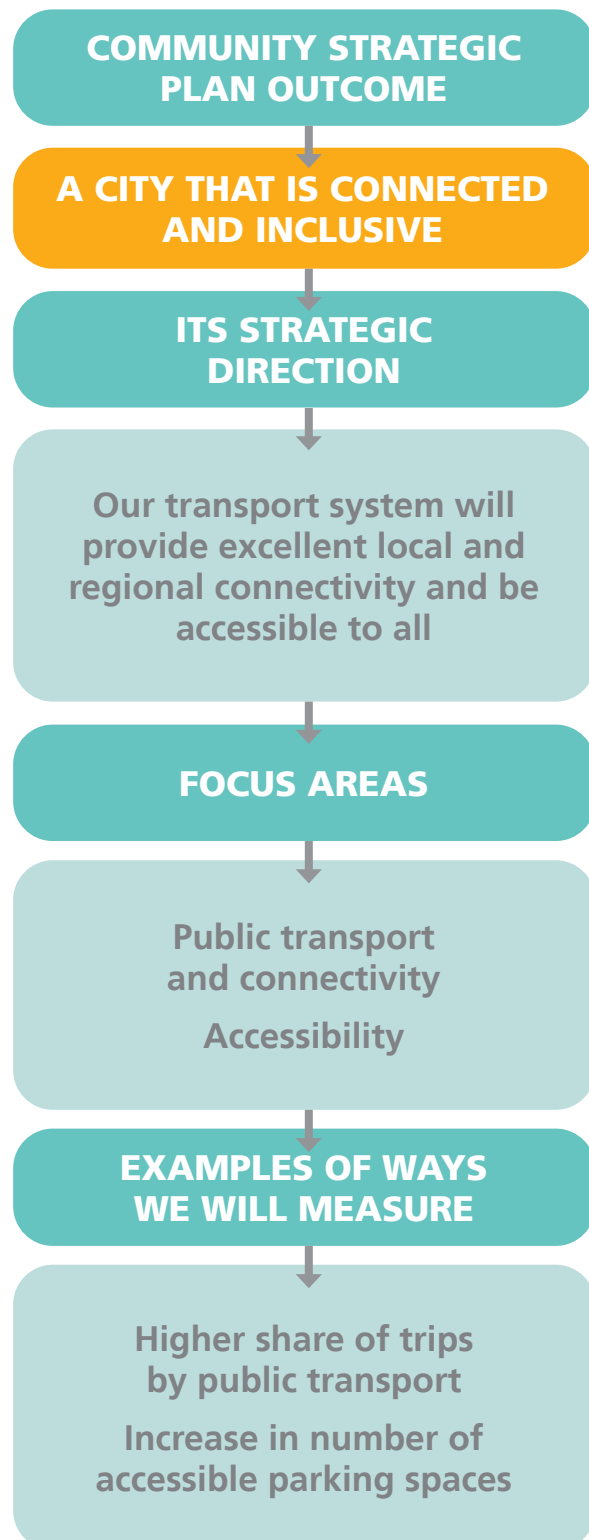 COMMUNITY STRATEGIC
PLAN OUTCOME
A CITY THAT IS CONNECTED
AND INCLUSIVE
ITS STRATEGIC
DIRECTION
Our transport system will
provide excellent local and
regional connectivity and be
accessible to all
FOCUS AREAS
Public transport
and connectivity
Accessibility
EXAMPLES OF WAYS
WE WILL MEASURE
Higher share of trips
by public transport
Increase in number of
accessible parking spaces